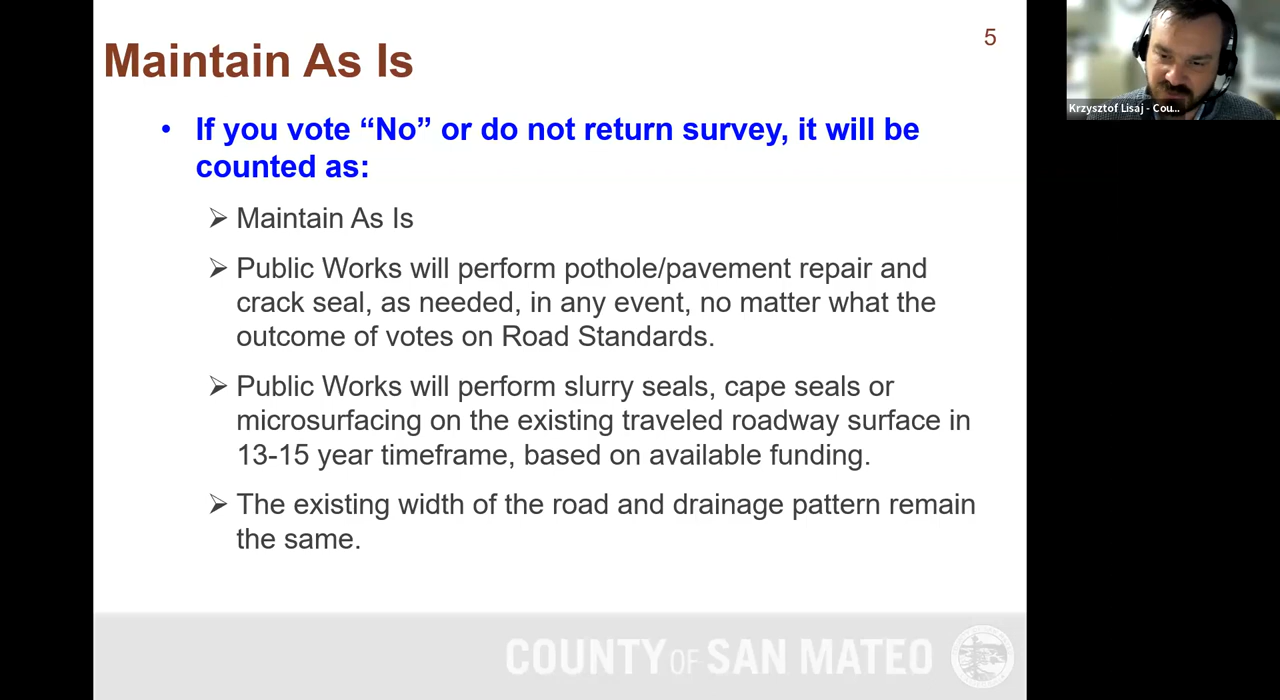 5
Maintain As Is
• If you vote “No” or do not return survey, it will be
counted as:
➢ Maintain As Is
➢ Public Works will perform pothole/pavement repair and
crack seal, as needed, in any event, no matter what the
outcome of votes on Road Standards.
➢ Public Works will perform slurry seals, cape seals or
microsurfacing on the existing traveled roadway surface in
13-15 year timeframe, based on available funding.
➢ The existing width of the road and drainage pattern remain
the same.
COUNTY OF SAN MATEO
Krzysztof Lisaj - Cou...